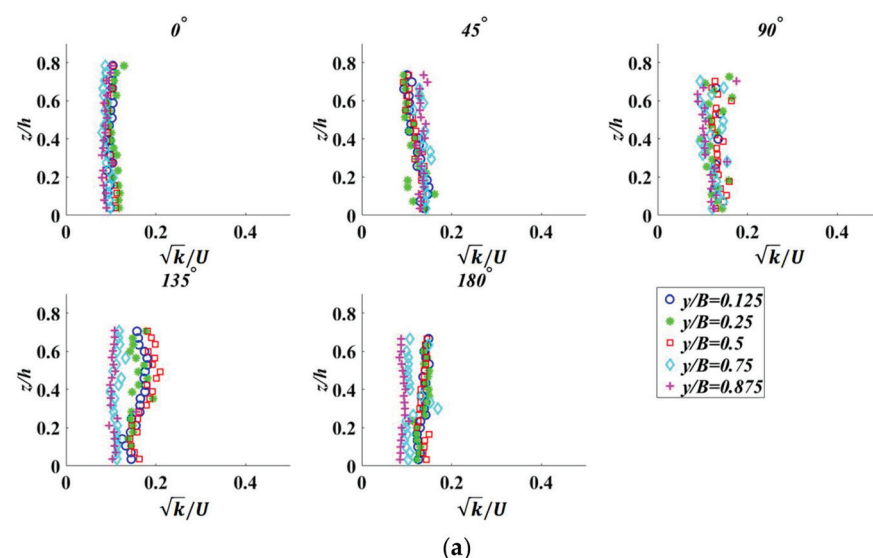 0° 45° 90°
0.8 0.8 0.8
0.6 0.6 0.6
z/h z/h z/h
0.4 0.4 0.4
0.2 0.2 0.2
0 0 0
0 0.2 0.4 0 0.2 0.4 0 0.2 0.4
√k/U √k/U √k/U
135° 180°
0.8 0.8
0.6 0.6
z/h z/h
0.4 0.4
0.2 0.2
0 0
0 0.2 0.4 0 0.2 0.4
√k/U √k/U
y/B=0.125
y/B=0.25
y/B=0.5
y/B=0.75
y/B=0.875
(a)